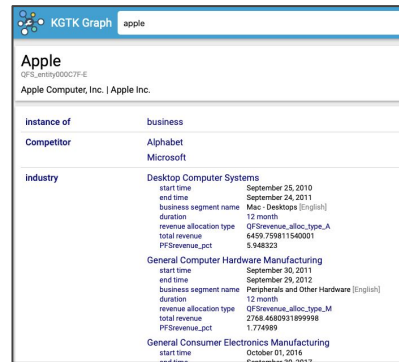 KGTK Graph apple
Apple
QFS_entity000C7F-E
Apple Computer, Inc. | Apple Inc.
instance of business
Competitor Alphabet
Microsoft
industry Desktop Computer Systems
start time September 25, 2010
end time September 24, 2011
business segment name Mac - Desktops [English]
duration 12 month
revenue allocation type QFSrevenue_alloc_type_A
total revenue 6459.759811540001
PFSrevenue_pct 5.948323
General Computer Hardware Manufacturing
start time September 30, 2011
end time September 29, 2012
business segment name Peripherals and Other Hardware [English]
duration 12 month
revenue allocation type QFSrevenue_alloc_type_M
total revenue 2768.4680931899998
PFSrevenue_pct 1.774989
General Consumer Electronics Manufacturing
start time October 01, 2016
end time September 30, 2017